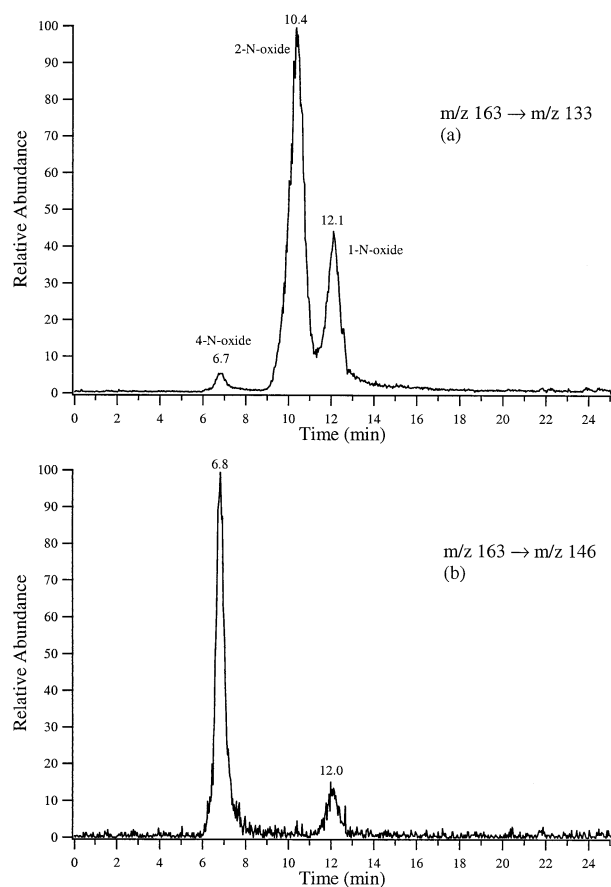 10.4
100
2-N-oxide
90
m/z 163 → m/z 133
80
(a)
70
60
Relative Abundance
50
12.1
40
1-N-oxide
30
20
4-N-oxide
6.7
10
0
0 2 4 6 8 10 12 14 16 18 20 22 24
Time (min)
6.8
100
90
m/z 163 → m/z 146
80
(b)
70
60
Relative Abundance
50
40
30
20
12.0
10
0
0 2 4 6 8 10 12 14 16 18 20 22 24
Time (min)